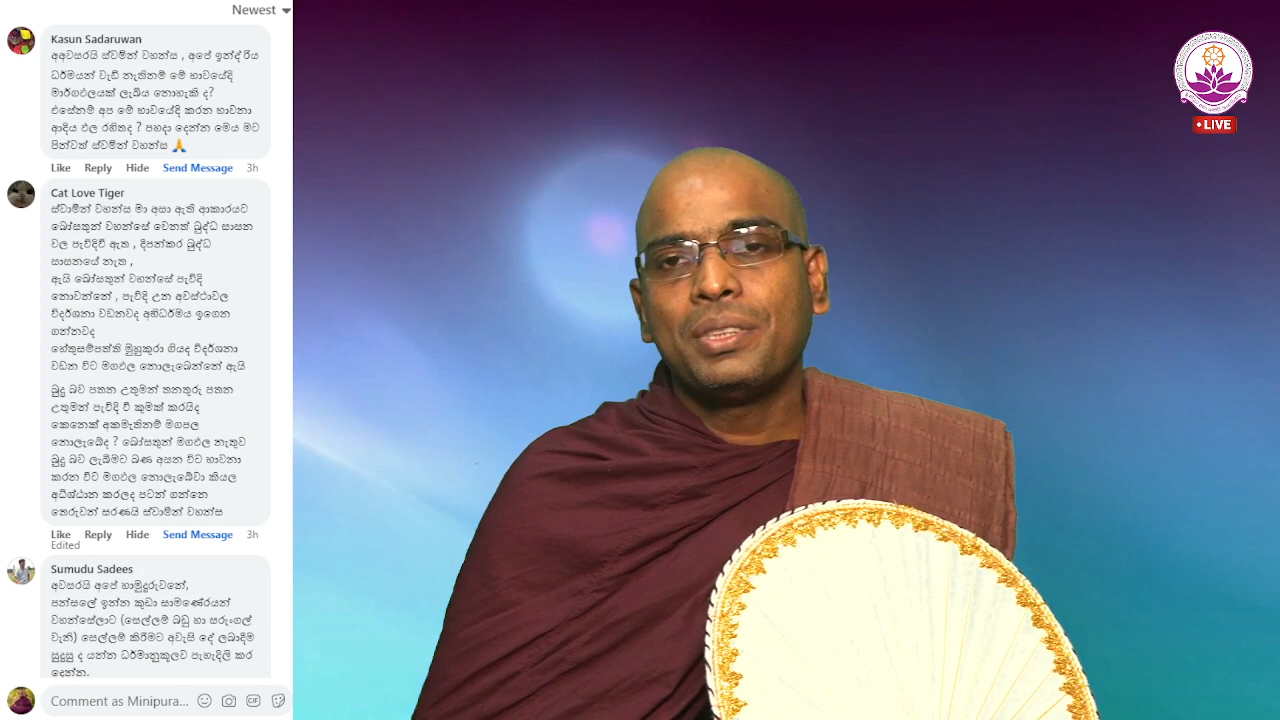 Newest
Kasun Sadaruwan
අඅවසරයි ස්වමින් වහන්ස , අපේ ඉන්ද් රිය
ධර්මයන් වැඩි නැතිනම් මේ භාවයේදි
මාර්ගඵලයක් ලැබිය නොහැකි ද?
එසේනම් අප මේ භාවයේදි කරන භාවනා
ආදිය ඵල රහිතද ? පහදා දෙන්න මෙය මට
පින්වත් ස්වමින් වහන්ස 🙏
Like Reply Hide Send Message 3h
Cat Love Tiger
ස්වාමීන් වහන්ස මා අසා ඇති ආකාරයට
බෝසතුන් වහන්සේ වෙනත් බුද්ධ සාසන
වල පැවිදිවී ඇත , දීපන්කර බුද්ධ
සාසනයේ නැත ,
ඇයි බෝසතුන් වහන්සේ පැවිදි
නොවන්නේ , පැවිදි උන අවස්ථාවල
විදර්ශනා වඩනවද අභිධර්මය ඉගෙන
ගන්නවද
හේතුසම්පත්ති මුහුකුරා ගියද විදර්ශනා
වඩන විට මගඵල නොලැබෙන්නේ ඇයි
බුදු බව පතන උතුමන් තනතුරු පතන
උතුමන් පැවිදි වී කුමක් කරයිද
කෙනෙක් අකමැතිනම් මගපල
නොලැබේද ? බෝසතුන් මගඵල නැතුව
බුදු බව ලැබීමට බණ අසන විට භාවනා
කරන විට මගඵල නොලැබේවා කියල
අධිශ්ඨාන කරලද පටන් ගන්නෙ
තෙරුවන් සරණයි ස්වමින් වහන්ස
Like Reply Hide Send Message 3h
Edited
Sumudu Sadees
අවසරයි අපේ හාමුදුරුවනේ,
පන්සලේ ඉන්න කුඩා සාමණේරයන්
වහන්සේලාට (සෙල්ලම් බඩු හා සරුංගල්
වැනි) සෙල්ලම් කිරීමට අවැසි දේ ලබාදීම
සුදුසු ද යන්න ධර්මානුකූලව පැහැදිලි කර
දෙන්න.
Comment as Minipura...
GIF
LIVE